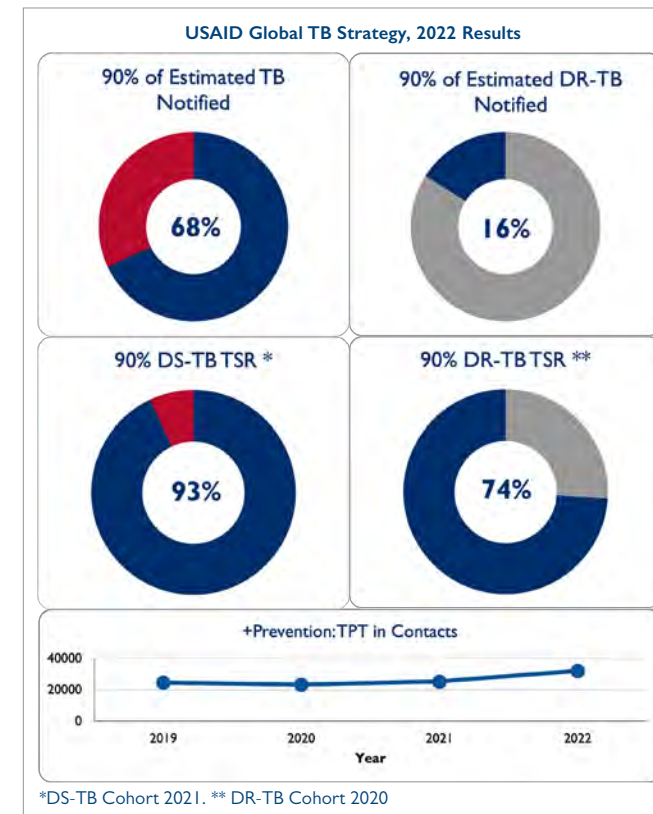 USAID Global TB Strategy, 2022 Results
90% of Estimated TB
Notified
68%
90% of Estimated DR-TB
Notified
16%
90% DS-TB TSR *
93%
90% DR-TB TSR **
74%
+Prevention:TPT in Contacts
40000
20000
0
2019 2020 2021 2022
Year
*DS-TB Cohort 2021. ** DR-TB Cohort 2020